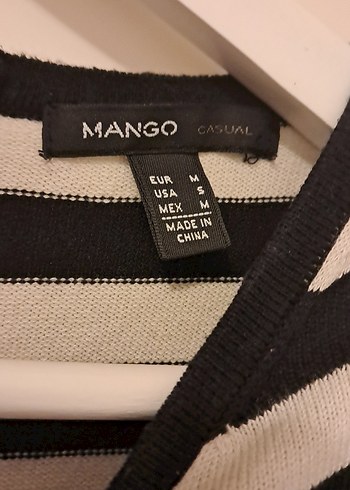 MANGO CASUAL
EUR M
USA S
MEX M
MADE IN
CHINA